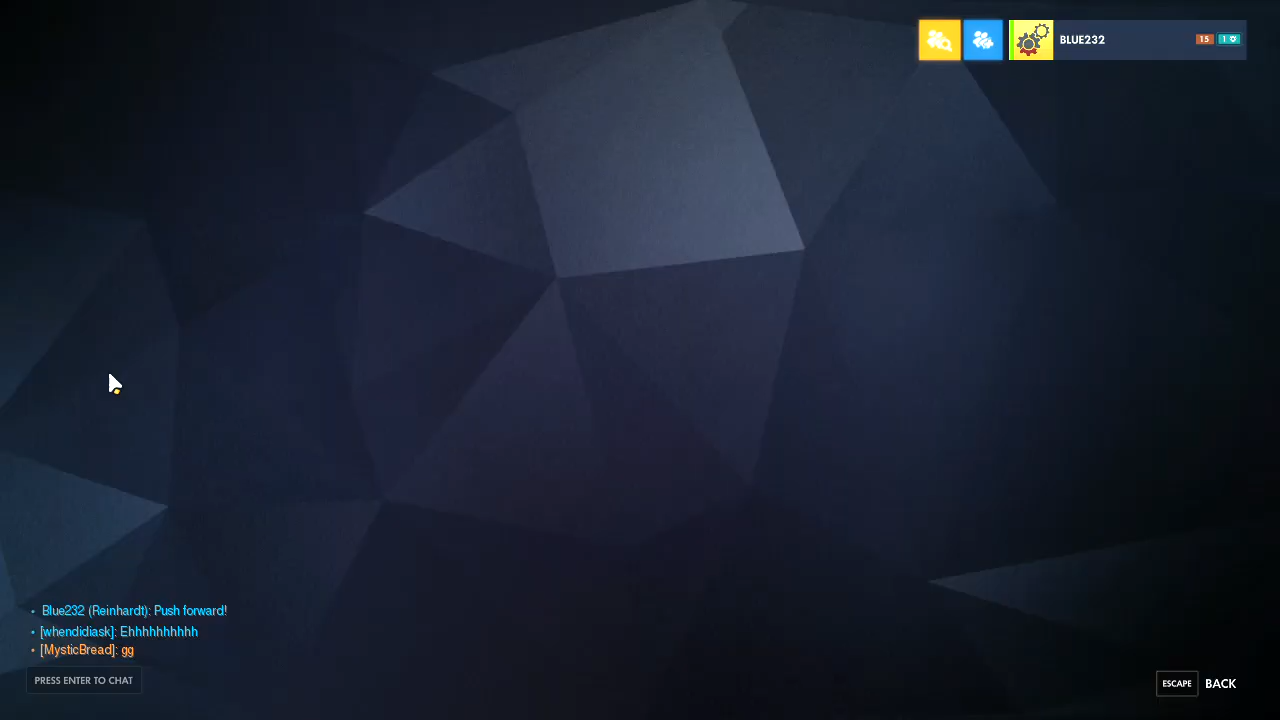 BLUE232
15
1
Blue232 (Reinhardt): Push forward!
[whendidiask]: Ehhhhhhhhhh
[MysticBread]: gg
PRESS ENTER TO CHAT
ESCAPE BACK